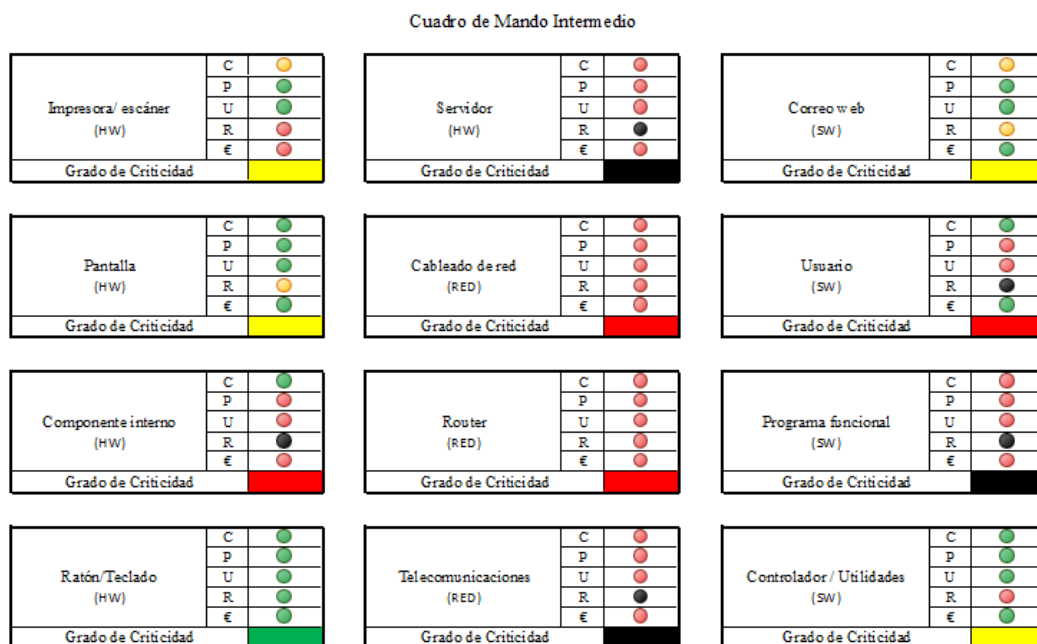 Cuadro de Mando Intermedio
Impresora/ escáner
(HW)
C
P
U
R
€
Grado de Criticidad
Servidor
(HW)
C
P
U
R
€
Grado de Criticidad
Correo web
(SW)
C
P
U
R
€
Grado de Criticidad
Pantalla
(HW)
C
P
U
R
€
Grado de Criticidad
Cableado de red
(RED)
C
P
U
R
€
Grado de Criticidad
Usuario
(SW)
C
P
U
R
€
Grado de Criticidad
Componente interno
(HW)
C
P
U
R
€
Grado de Criticidad
Router
(RED)
C
P
U
R
€
Grado de Criticidad
Programa funcional
(SW)
C
P
U
R
€
Grado de Criticidad
Ratón/Teclado
(HW)
C
P
U
R
€
Grado de Criticidad
Telecomunicaciones
(RED)
C
P
U
R
€
Grado de Criticidad
Controlador / Utilidades
(SW)
C
P
U
R
€
Grado de Criticidad